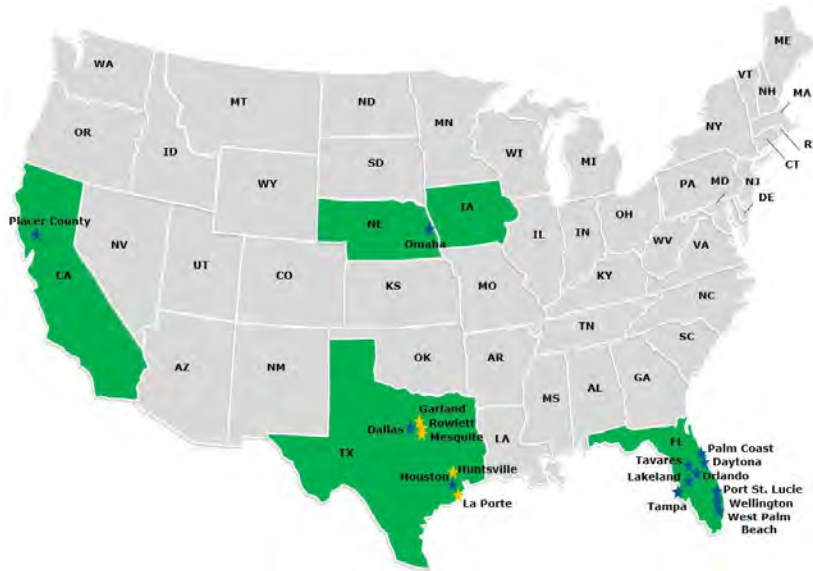 ME
WA
VT
NH
MA
MT
ND
MN
OR
NY
ID
WI
SD
MI
R
CT
WY
PA
MD
NJ
DE
IA
Placer County
NE
OH
Omaha
IL
IN
NV
WV
VA
UT
CO
CA
KS
MO
KY
NC
TN
OK
AR
SC
AZ
NM
MS
AL
GA
Garland
Rowlett
Dallas
Mesquite
LA
TX
FL
Palm Coast
Tavares
Daytona
Huntsville
Houston
Orlando
Lakeland
Port St. Lucie
La Porte
Tampa
Wellington
West Palm
Beach